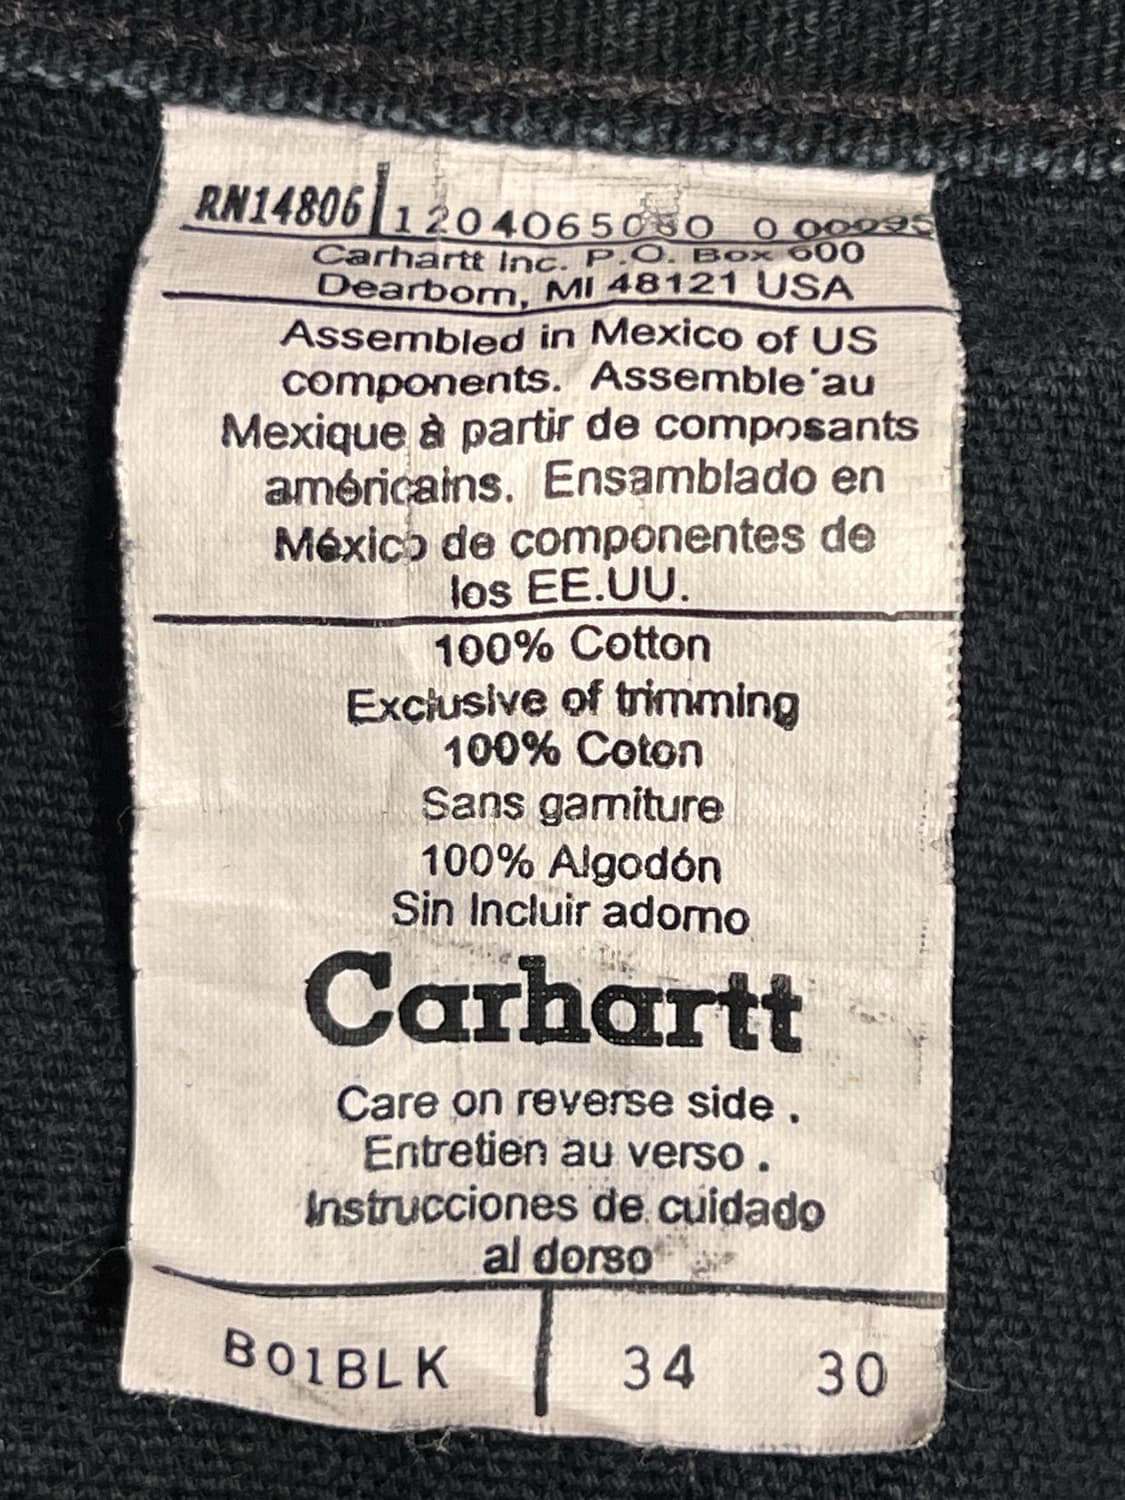 RN14806 1204065080 0 00095
Carhartt Inc. P.O. Box 600
Dearborn, MI 48121 USA
Assembled in Mexico of US
components. Assemble´au
Mexique à partir de composants
américains. Ensamblado en
México de componentes de
los EE.UU.
100% Cotton
Exclusive of trimming
100% Coton
Sans garniture
100% Algodón
Sin Incluir adorno
Carhartt
Care on reverse side .
Entretien au verso .
Instrucciones de cuidado
al dorso
B01BLK 34 30